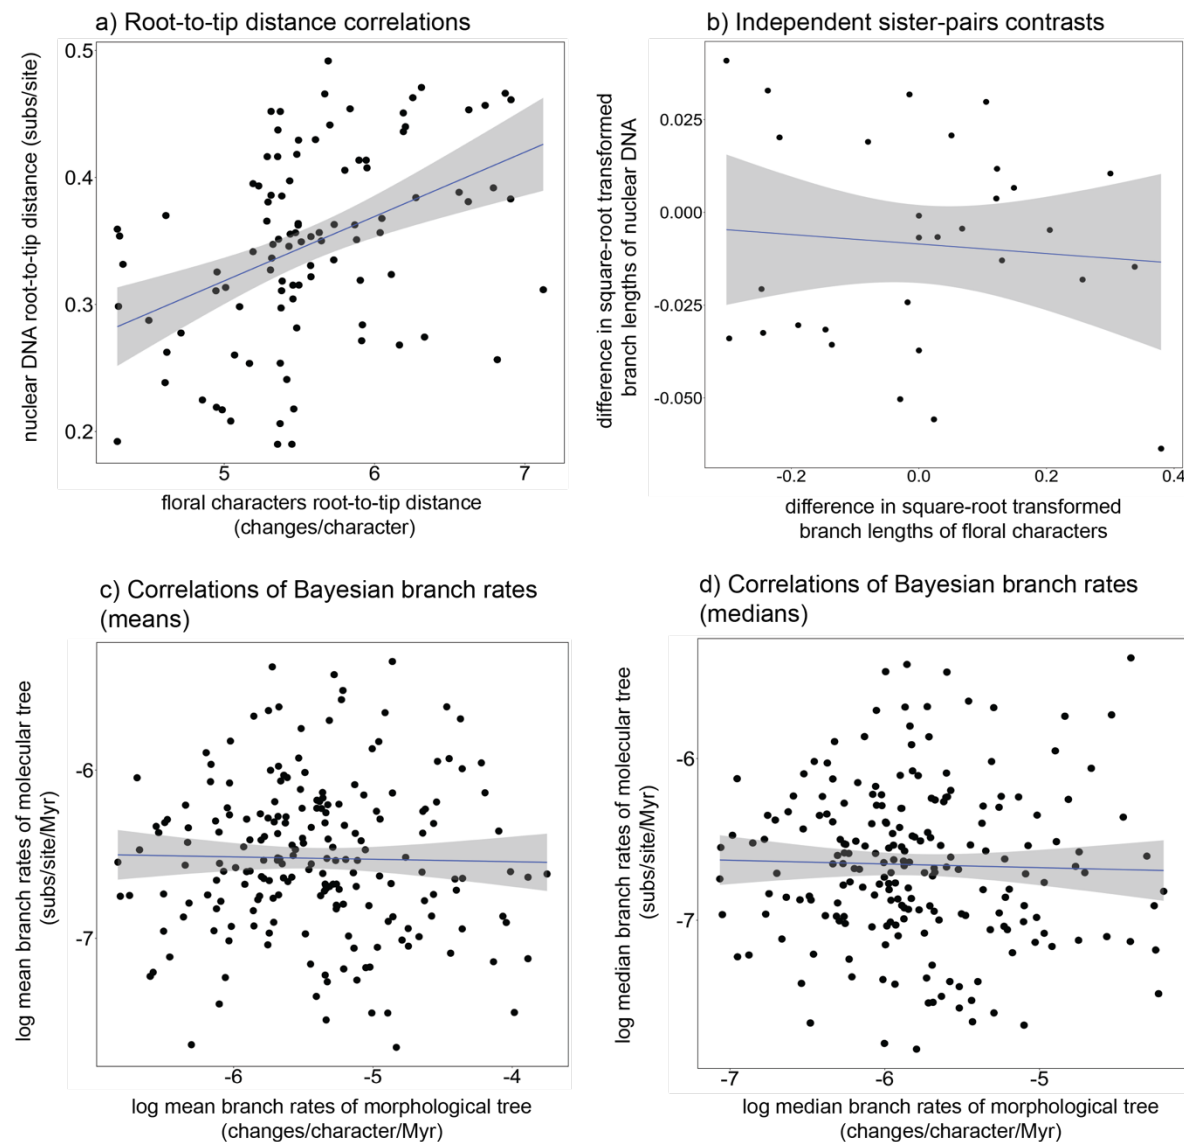 a) Root-to-tip distance correlations
0.5
0.4
0.3
0.2
nuclear DNA root-to-tip distance (subs/site)
5
6
7
floral characters root-to-tip distance
(changes/character)
b) Independent sister-pairs contrasts
0.025
0.000
-0.025
-0.050
difference in square-root transformed
branch lengths of nuclear DNA
-0.2
0.0
0.2
0.4
difference in square-root transformed
branch lengths of floral characters
c) Correlations of Bayesian branch rates
(means)
-6
-7
log mean branch rates of molecular tree
(subs/site/Myr)
-6
-5
-4
log mean branch rates of morphological tree
(changes/character/Myr)
d) Correlations of Bayesian branch rates
(medians)
-6
-7
log median branch rates of molecular tree
(subs/site/Myr)
-7
-6
-5
log median branch rates of morphological tree
(changes/character/Myr)